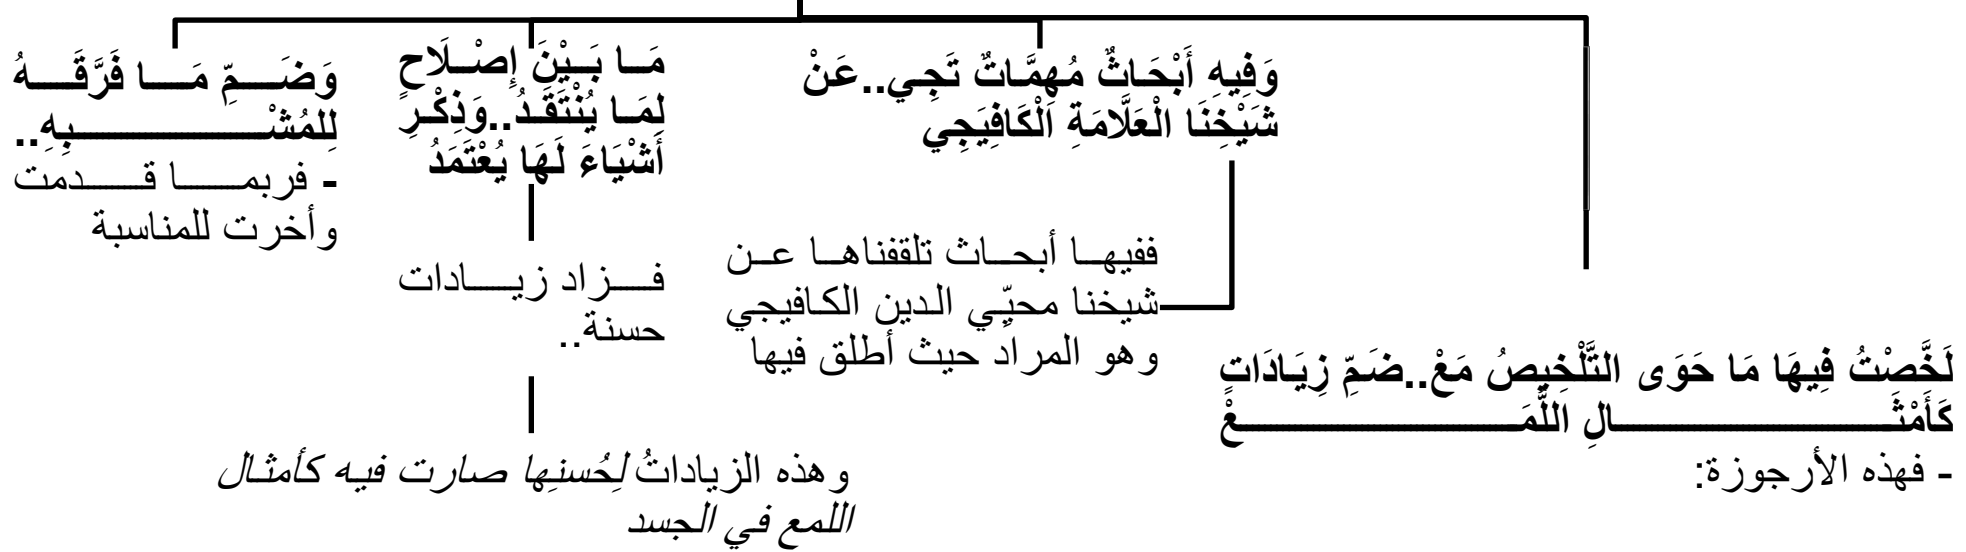 لَخَّصْتُ فِيهَا مَا حَوَى التَّلْخِيصُ مَعْ..ضَمِّ زِيَادَاتٍ
كَأَمْثَالِ اللُّمَعْ
- فهذه الأرجوزة:
وَفِيهِ أَبْحَاثٌ مُهِمَّاتٌ تَجِي..عَنْ
شَيْخِنَا الْعَلَّامَةِ الْكَافِيَجِي
ففيها أبحاث تلقفناها عن
شيخنا محيّي الدين الكافيجي
وهو المراد حيث أطلق فيها
مَا بَيْنَ إِصْلَاحٍ
لِمَا يُنْتَقَدُ..وَذِكْرِ
أَشْيَاءَ لَهَا يُعْتَمَدُ
فزاد زيادات
حسنة..
وهذه الزياداتُ لِحُسنِها صارت فيه كأمثال
اللمع في الجسد
وَضَمِّ مَا فَرَّقَهُ
لِلمُشْبِهِ..
- فربما قدمت
وأخرت للمناسبة